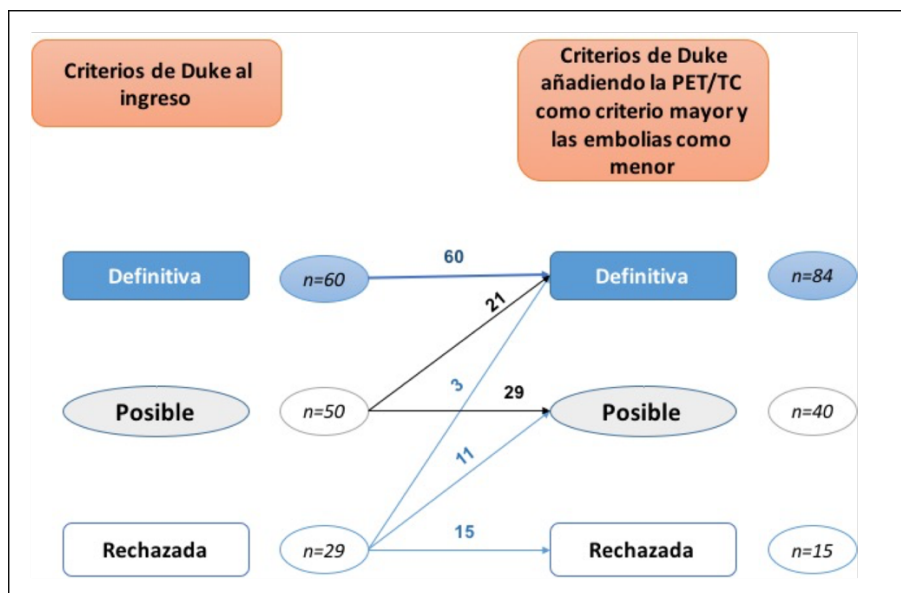 Criterios de Duke al
ingreso
Criterios de Duke
añadiendo la PET/TC
como criterio mayor y
las embolias como
menor
Definitiva
n=60
60
Definitiva
n=84
21
3
Posible
n=50
29
Posible
n=40
11
Rechazada
n=29
15
Rechazada
n=15